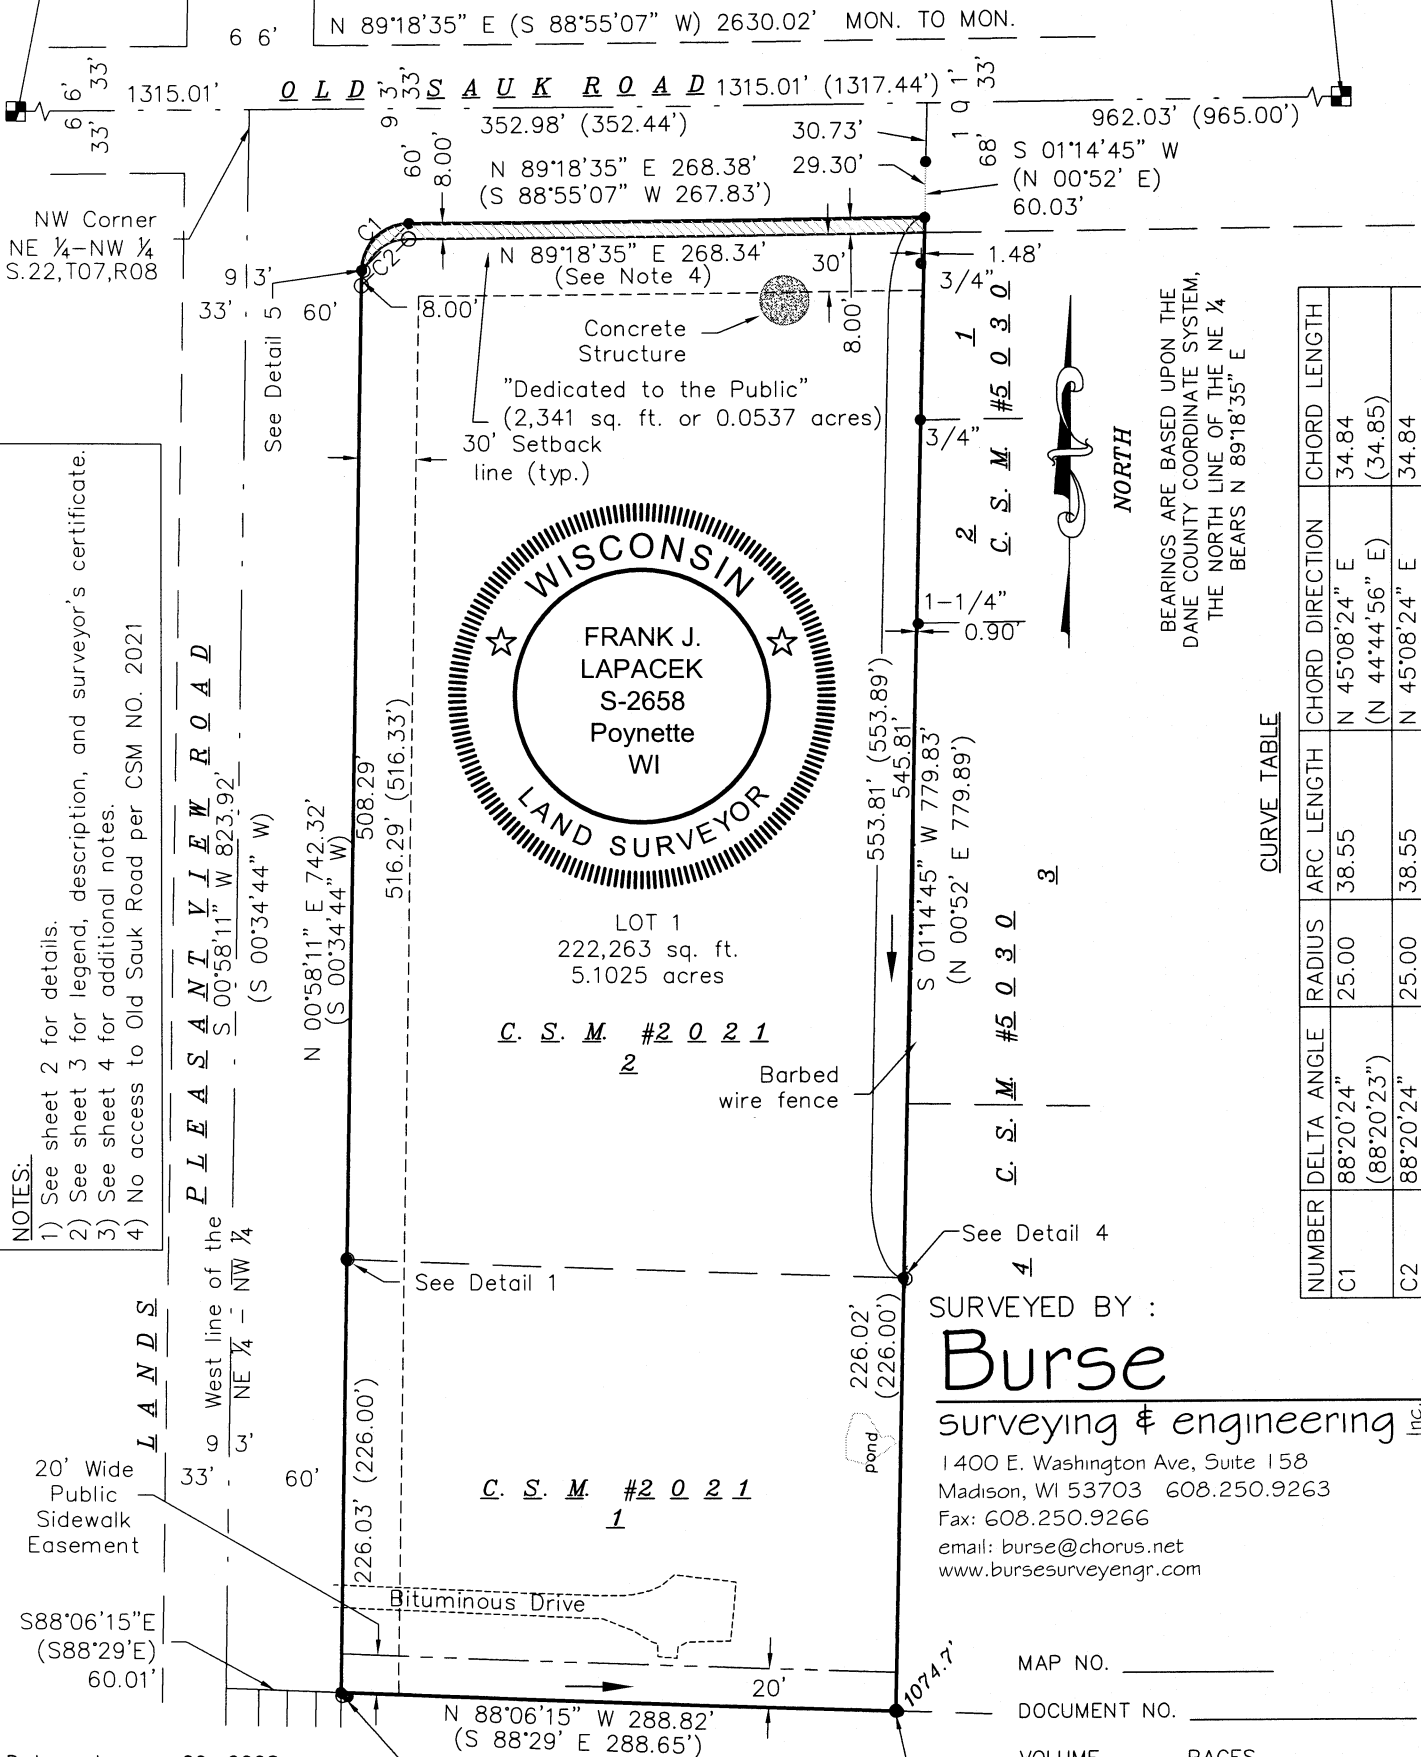 N 89°18'35" E (S 88°55'07" W) 2630.02' MON. TO MON.
6 6'
OLD SAUK ROAD
1315.01'
1315.01' (1317.44')
6 6'
33'
33'
9 3'
33'
352.98' (352.44')
30.73'
29.30'
1 0 1'
33'
68'
962.03' (965.00')
S 01°14'45" W
(N 00°52' E)
60.03'
60'
8.00'
N 89°18'35" E 268.38'
(S 88°55'07" W 267.83')
NW Corner
NE ¼-NW ¼
S.22,T07,R08
C1
C2
N 89°18'35" E 268.34'
(See Note 4)
30'
1.48'
3/4"
9 3'
33'
60'
8.00'
8.00'
See Detail 5
Concrete
Structure
"Dedicated to the Public"
(2,341 sq. ft. or 0.0537 acres)
30' Setback
line (typ.)
3/4"
1
C. S. M. #5 0 3 0
2
1-1/4"
0.90'
NORTH
BEARINGS ARE BASED UPON THE
DANE COUNTY COORDINATE SYSTEM,
THE NORTH LINE OF THE NE ¼
BEARS N 89°18'35" E
WISCONSIN
FRANK J.
LAPACEK
S-2658
Poynette
WI
LAND SURVEYOR
NOTES:
1) See sheet 2 for details.
2) See sheet 3 for legend, description, and surveyor's certificate.
3) See sheet 4 for additional notes.
4) No access to Old Sauk Road per CSM NO. 2021
PLEASANT VIEW ROAD
S 00°58'11" W 823.92'
(S 00°34'44" W)
N 00°58'11" E 742.32'
(S 00°34'44" W)
508.29'
516.29' (516.33')
553.81' (553.89')
545.81'
S 01°14'45" W 779.83'
(N 00°52' E 779.89')
LOT 1
222,263 sq. ft.
5.1025 acres
C. S. M. #2 0 2 1
2
Barbed
wire fence
3
C. S. M. #5 0 3 0
4
CURVE TABLE
NUMBER DELTA ANGLE RADIUS ARC LENGTH CHORD DIRECTION CHORD LENGTH
C1 88°20'24" 25.00 38.55 N 45°08'24" E 34.84
(88°20'23") (N 44°44'56" E) (34.85)
C2 88°20'24" 25.00 38.55 N 45°08'24" E 34.84
See Detail 1
See Detail 4
LANDS
West line of the
NE ¼ - NW ¼
9 3'
33'
60'
226.03' (226.00')
226.02'
(226.00')
pond
SURVEYED BY :
Burse
surveying & engineering Inc.
1400 E. Washington Ave, Suite 158
Madison, WI 53703 608.250.9263
Fax: 608.250.9266
email: burse@chorus.net
www.bursesurveyengr.com
20' Wide
Public
Sidewalk
Easement
C. S. M. #2 0 2 1
1
Bituminous Drive
S88°06'15"E
(S88°29'E)
60.01'
20'
1074.7'
N 88°06'15" W 288.82'
(S 88°29' E 288.65')
MAP NO.
DOCUMENT NO.
VOLUME PAGES